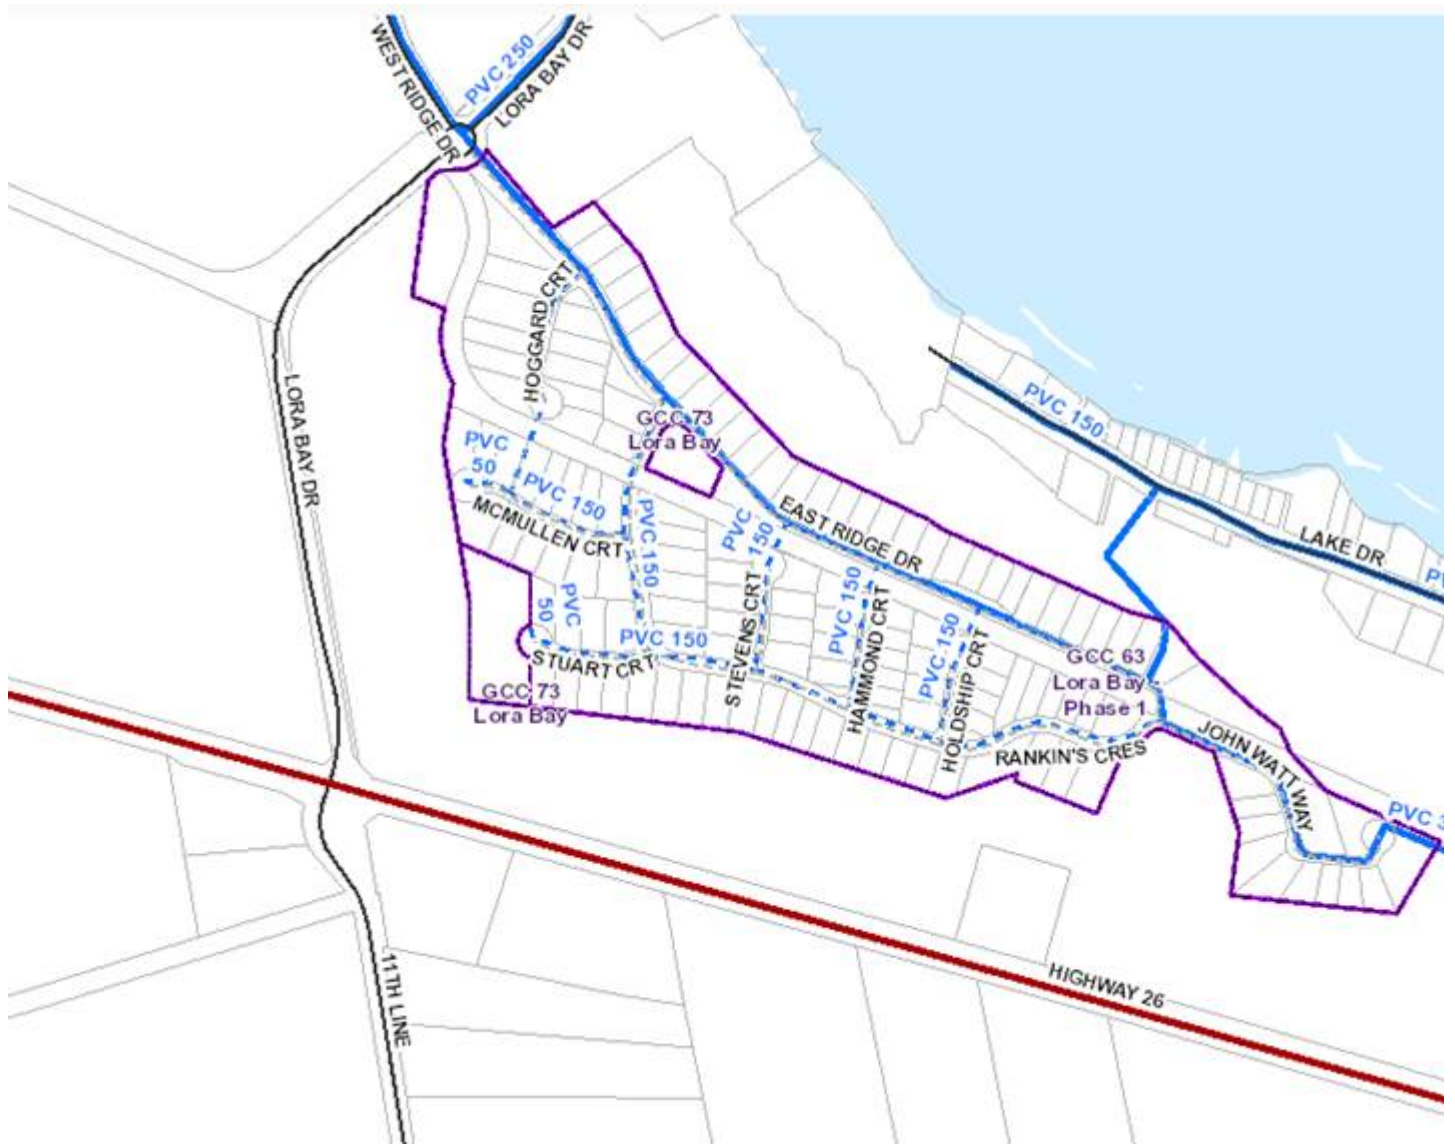 WEST RIDGE DR
PVC 250
LORA BAY DR
HOGGARD CRT
GCC 73
Lora Bay
LORA BAY DR
PVC
50
PVC 150
MCMULLEN CRT
PVC 150
PVC
150
EAST RIDGE DR
PVC 150
LAKE DR
PVC
50
PVC 150
STUART CRT
STEVENS CRT
PVC 150
HAMMOND CRT
PVC 150
HOLDSHIP CRT
GCC 63
Lora Bay
Phase 1
GCC 73
Lora Bay
RANKIN'S CRES
JOHN WATT WAY
HIGHWAY 26
11TH LINE